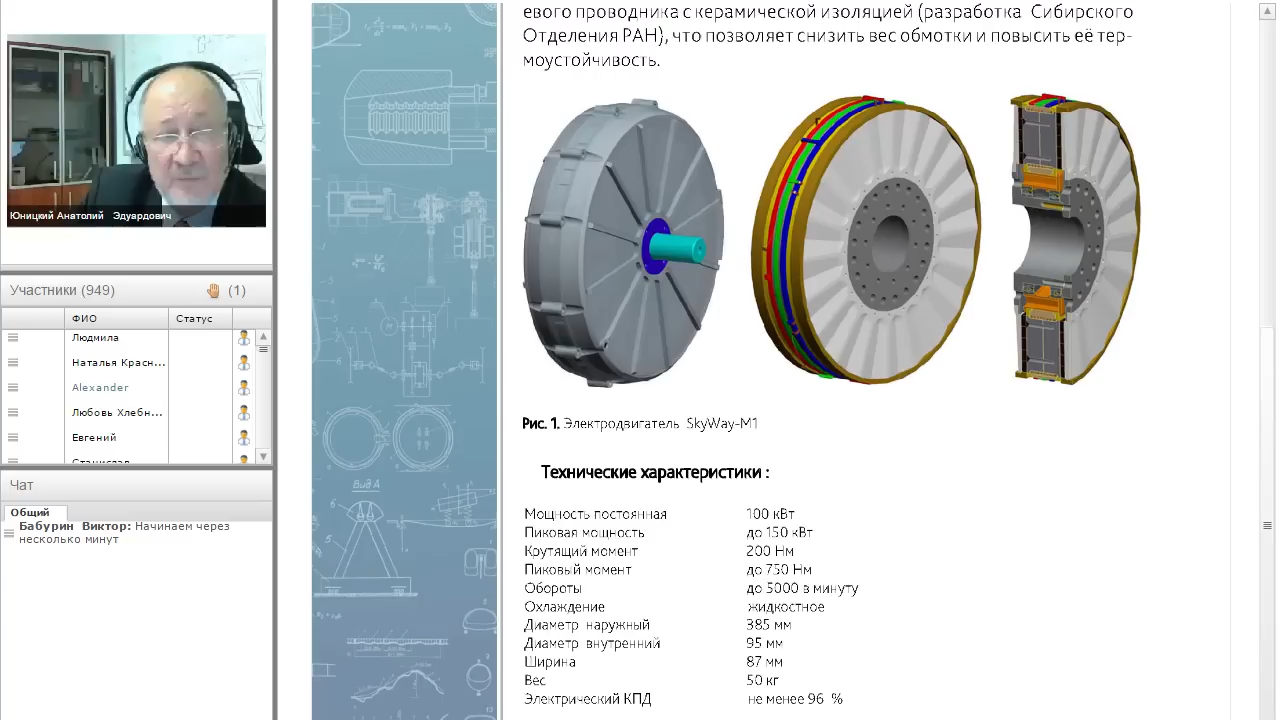 евого проводника с керамической изоляцией (разработка Сибирского
Отделения РАН), что позволяет снизить вес обмотки и повысить её тер-
моустойчивость.
Юницкий Анатолий Эдуардович
Участники (949)
(1)
ФИО Статус
Людмила
Наталья Красн...
Alexander
Любовь Хлебн...
Евгений
Станислав
Чат
Общий
Бабурин Виктор: Начинаем через
несколько минут
Вид А
Рис. 1. Электродвигатель SkyWay-M1
Технические характеристики :
Мощность постоянная 100 кВт
Пиковая мощность до 150 кВт
Крутящий момент 200 Нм
Пиковый момент до 750 Нм
Обороты до 5000 в минуту
Охлаждение жидкостное
Диаметр наружный 385 мм
Диаметр внутренний 85 мм
Ширина
Вес 50 кг
Электрический КПД не менее 96 %